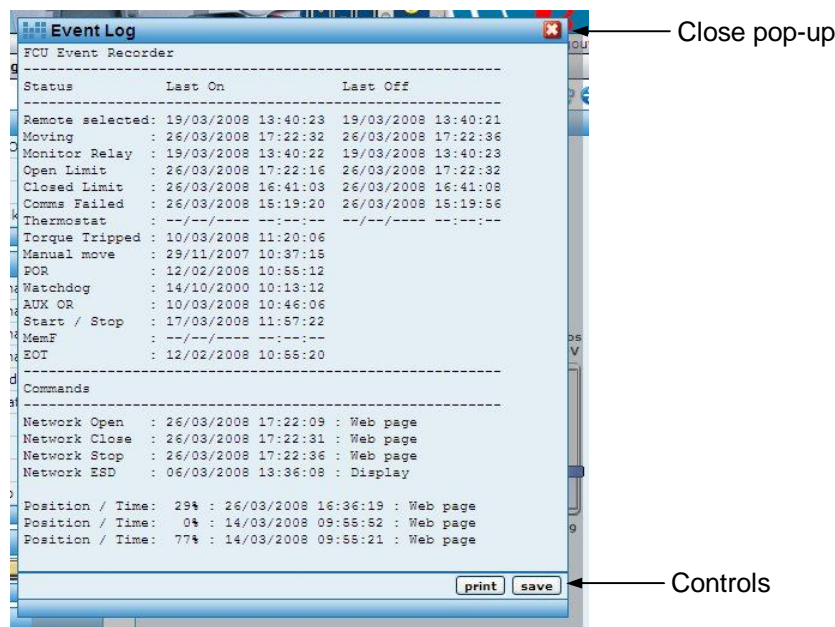 Event Log
Close pop-up
FCU Event Recorder
------------------------------------------------------
Status Last On Last Off
------------------------------------------------------
Remote selected: 19/03/2008 13:40:23 19/03/2008 13:40:21
Moving : 26/03/2008 17:22:32 26/03/2008 17:22:36
Monitor Relay : 19/03/2008 13:40:22 19/03/2008 13:40:23
Open Limit : 26/03/2008 17:22:16 26/03/2008 17:22:32
Closed Limit : 26/03/2008 16:41:03 26/03/2008 16:41:08
Comms Failed : 26/03/2008 15:19:20 26/03/2008 15:19:56
Thermostat : --/--/---- --:--:-- --/--/---- --:--:--
Torque Tripped : 10/03/2008 11:20:06
Manual move : 29/11/2007 10:37:15
POR : 12/02/2008 10:55:12
Watchdog : 14/10/2000 10:13:12
AUX OR : 10/03/2008 10:46:06
Start / Stop : 17/03/2008 11:57:22
MemF : --/--/---- --:--:--
EOT : 12/02/2008 10:55:20
------------------------------------------------------
Commands
------------------------------------------------------
Network Open : 26/03/2008 17:22:09 : Web page
Network Close : 26/03/2008 17:22:31 : Web page
Network Stop : 26/03/2008 17:22:36 : Web page
Network ESD : 06/03/2008 13:36:08 : Display
Position / Time: 29% : 26/03/2008 16:36:19 : Web page
Position / Time: 0% : 14/03/2008 09:55:52 : Web page
Position / Time: 77% : 14/03/2008 09:55:21 : Web page
print save
Controls